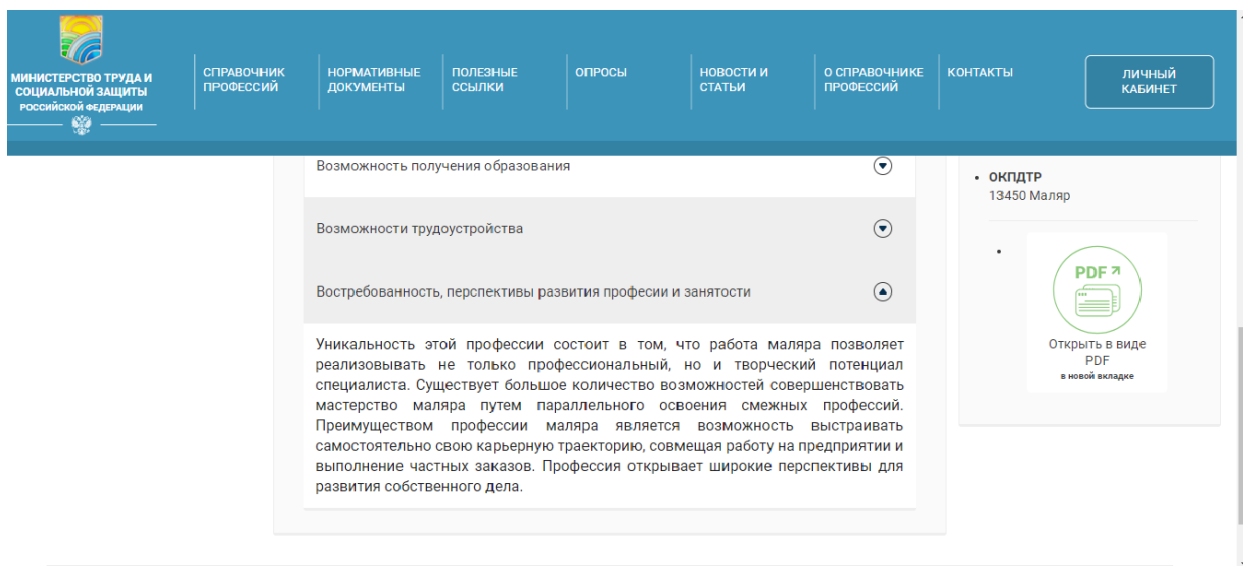 МИНИСТЕРСТВО ТРУДА И
СОЦИАЛЬНОЙ ЗАЩИТЫ
РОССИЙСКОЙ ФЕДЕРАЦИИ
СПРАВОЧНИК
ПРОФЕССИЙ
НОРМАТИВНЫЕ
ДОКУМЕНТЫ
ПОЛЕЗНЫЕ
ССЫЛКИ
ОПРОСЫ
НОВОСТИ И
СТАТЬИ
О СПРАВОЧНИКЕ
ПРОФЕССИЙ
КОНТАКТЫ
ЛИЧНЫЙ
КАБИНЕТ
Возможность получения образования
Возможности трудоустройства
Востребованность, перспективы развития професии и занятости
Уникальность этой профессии состоит в том, что работа маляра позволяет
реализовывать не только профессиональный, но и творческий потенциал
специалиста. Существует большое количество возможностей совершенствовать
мастерство маляра путем параллельного освоения смежных профессий.
Преимуществом профессии маляра является возможность выстраивать
самостоятельно свою карьерную траекторию, совмещая работу на предприятии и
выполнение частных заказов. Профессия открывает широкие перспективы для
развития собственного дела.
ОКПДТР
13450 Маляр
PDF
Открыть в виде
PDF
в новой вкладке